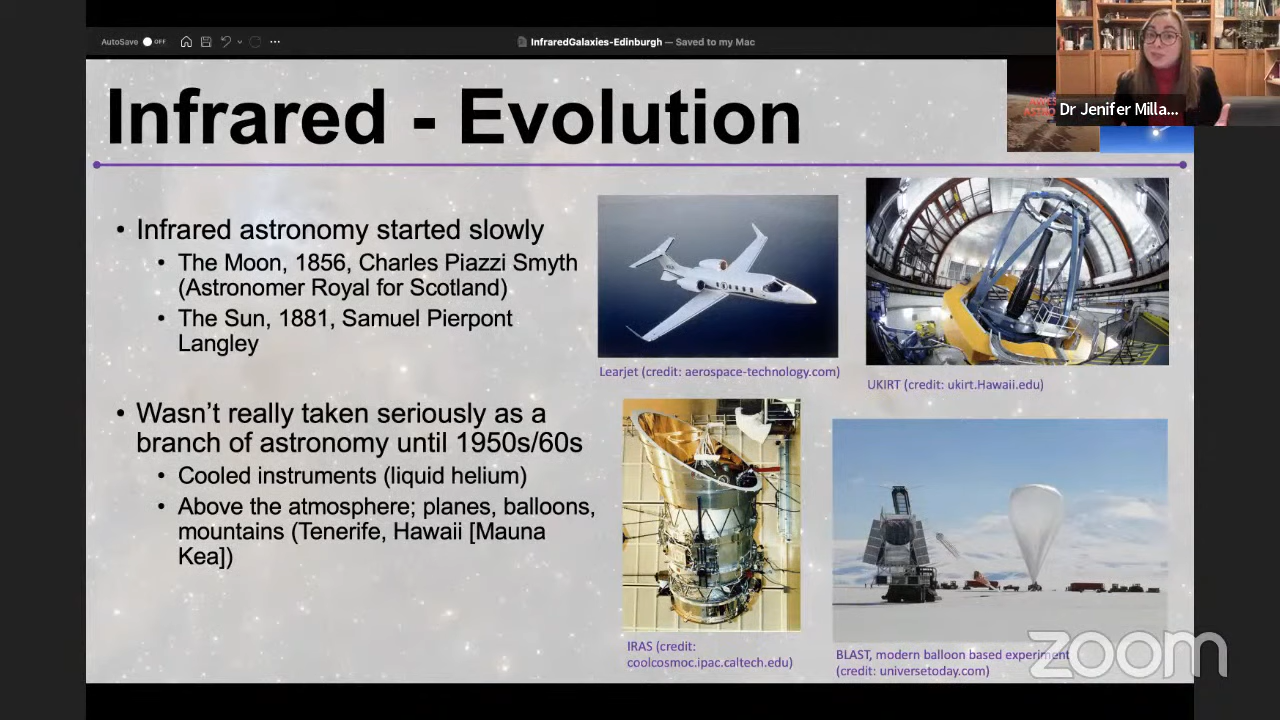 AutoSave OFF
InfraredGalaxies-Edinburgh — Saved to my Mac
Dr Jenifer Milla...
Infrared - Evolution
• Infrared astronomy started slowly
• The Moon, 1856, Charles Piazzi Smyth
(Astronomer Royal for Scotland)
• The Sun, 1881, Samuel Pierpont
Langley
• Wasn't really taken seriously as a
branch of astronomy until 1950s/60s
• Cooled instruments (liquid helium)
• Above the atmosphere; planes, balloons,
mountains (Tenerife, Hawaii [Mauna
Kea])
Learjet (credit: aerospace-technology.com)
UKIRT (credit: ukirt.Hawaii.edu)
IRAS (credit:
coolcosmoc.ipac.caltech.edu)
BLAST, modern balloon based experiment
(credit: universetoday.com)
zoom